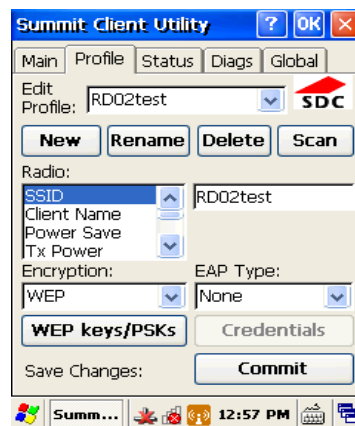 Summit Client Utility ? OK X
Main Profile Status Diags Global
Edit
Profile: RD02test
SDC
New Rename Delete Scan
Radio:
SSID RD02test
Client Name
Power Save
Tx Power
Encryption: EAP Type:
WEP None
WEP keys/PSKs Credentials
Save Changes: Commit
Summ... 12:57 PM